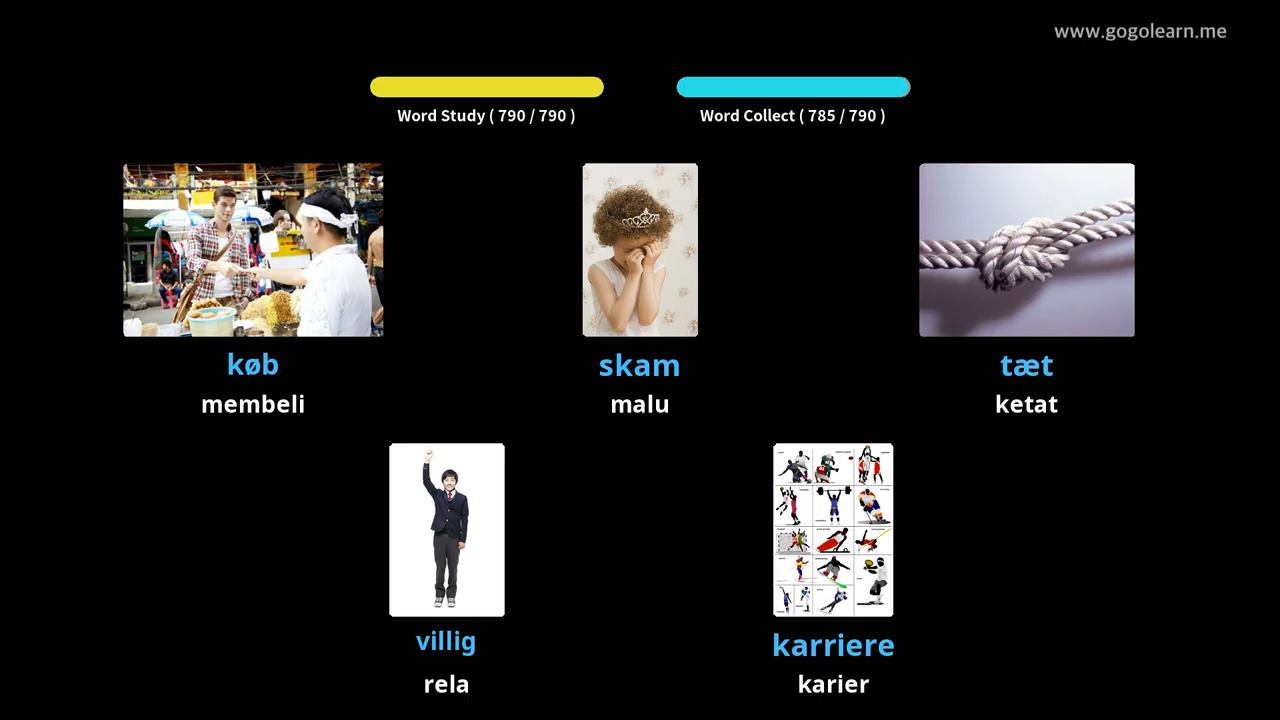 www.gogolearn.me
Word Study ( 790 / 790 )
Word Collect ( 785 / 790 )
køb
membeli
skam
malu
tæt
ketat
villig
rela
karriere
karier